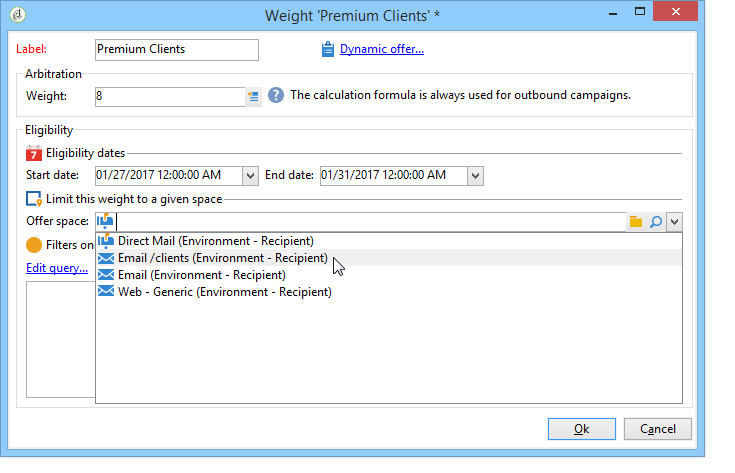 Weight 'Premium Clients' *
Label: Premium Clients Dynamic offer...
Arbitration
Weight: 8 The calculation formula is always used for outbound campaigns.
Eligibility
7 Eligibility dates
Start date: 01/27/2017 12:00:00 AM End date: 01/31/2017 12:00:00 AM
Limit this weight to a given space
Offer space:
Filters on
Direct Mail (Environment - Recipient)
Email /clients (Environment - Recipient)
Edit query...
Email (Environment - Recipient)
Web - Generic (Environment - Recipient)
Ok Cancel